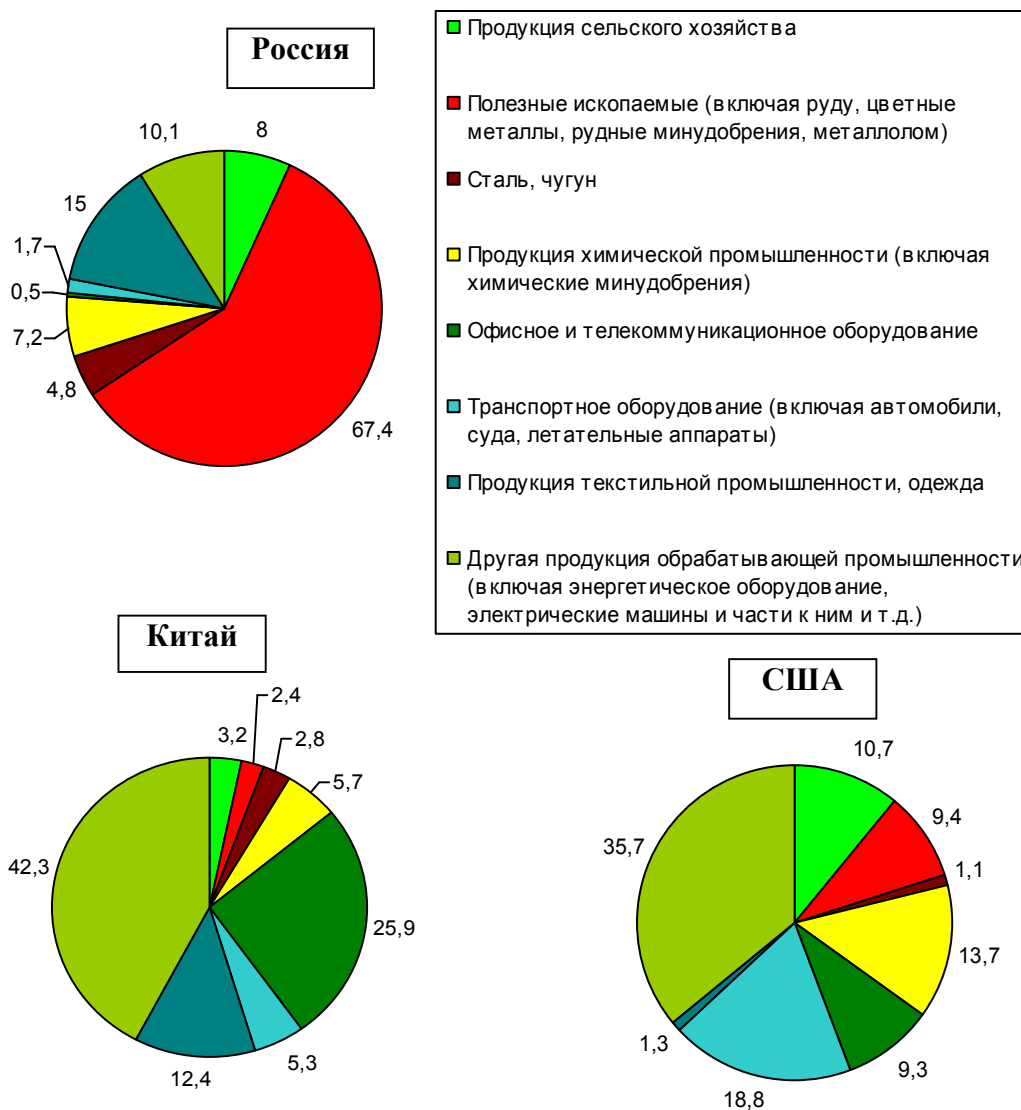 Россия
10,1
8
15
1,7
0,5
7,2
4,8
67,4
Продукция сельского хозяйства
Полезные ископаемые (включая руду, цветные
металлы, рудные минудобрения, металлолом)
Сталь, чугун
Продукция химической промышленности (включая
химические минудобрения)
Офисное и телекоммуникационное оборудование
Транспортное оборудование (включая автомобили,
суда, летательные аппараты)
Продукция текстильной промышленности, одежда
Другая продукция обрабатывающей промышленности
(включая энергетическое оборудование,
электрические машины и части к ним и т.д.)
Китай
3,2
2,4
2,8
5,7
42,3
25,9
12,4
5,3
США
10,7
9,4
1,1
35,7
13,7
1,3
18,8
9,3